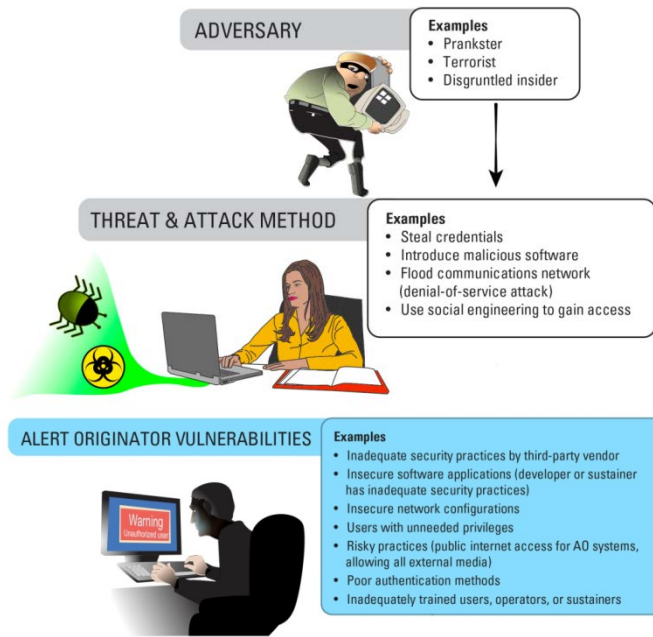 ADVERSARY
Examples
• Prankster
• Terrorist
• Disgruntled insider
THREAT & ATTACK METHOD
Examples
• Steal credentials
• Introduce malicious software
• Flood communications network
(denial-of-service attack)
• Use social engineering to gain access
ALERT ORIGINATOR VULNERABILITIES
Examples
• Inadequate security practices by third-party vendor
• Insecure software applications (developer or sustainer
has inadequate security practices)
• Insecure network configurations
• Users with unneeded privileges
• Risky practices (public internet access for AO systems,
allowing all external media)
• Poor authentication methods
• Inadequately trained users, operators, or sustainers
Warning
Unauthorized user